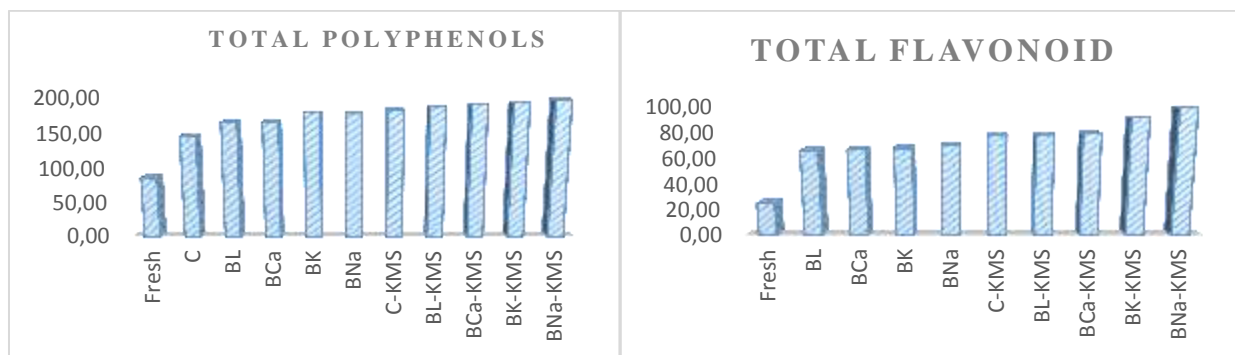 TOTAL POLYPHENOLS
200,00
150,00
100,00
50,00
0,00
Fresh
C
BL
BCa
BK
BNa
C-KMS
BL-KMS
BCa-KMS
BK-KMS
BNa-KMS
TOTAL FLAVONOID
100,00
80,00
60,00
40,00
20,00
0,00
Fresh
BL
BCa
BK
BNa
C-KMS
BL-KMS
BCa-KMS
BK-KMS
BNa-KMS